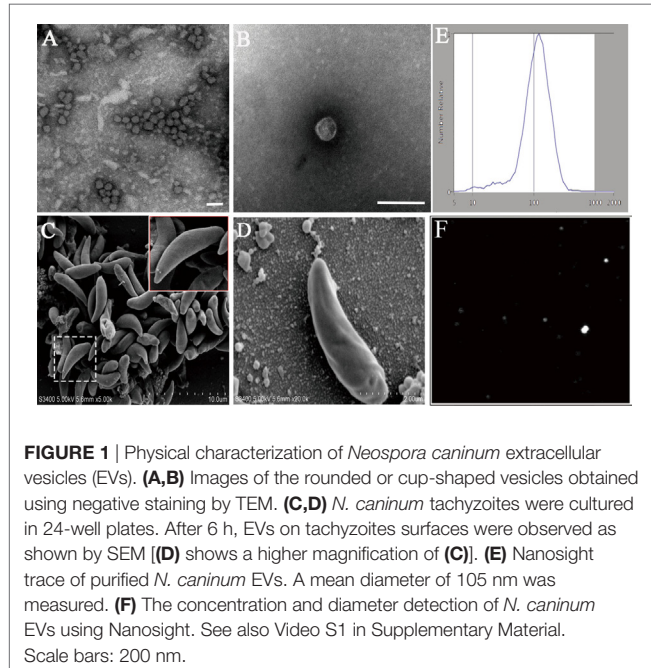 A
B
E
Number Relative
5 10 100 1000 2000
C
D
F
S3400 5.00kV 5.6mm x5.00k
10.0um
S3400 5.00kV 5.6mm x20.0k
2.00um
FIGURE 1 | Physical characterization of Neospora caninum extracellular
vesicles (EVs). (A,B) Images of the rounded or cup-shaped vesicles obtained
using negative staining by TEM. (C,D) N. caninum tachyzoites were cultured
in 24-well plates. After 6 h, EVs on tachyzoites surfaces were observed as
shown by SEM [(D) shows a higher magnification of (C)]. (E) Nanosight
trace of purified N. caninum EVs. A mean diameter of 105 nm was
measured. (F) The concentration and diameter detection of N. caninum
EVs using Nanosight. See also Video S1 in Supplementary Material.
Scale bars: 200 nm.